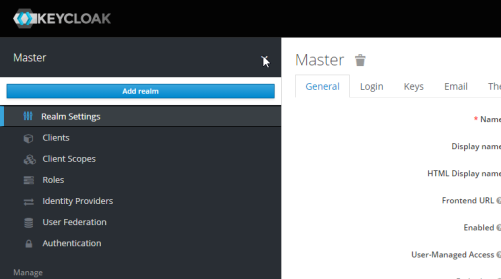 KEYCLOAK
Master
Add realm
Realm Settings
Clients
Client Scopes
Roles
Identity Providers
User Federation
Authentication
Manage
Master
General Login Keys Email The
* Name
Display name
HTML Display name
Frontend URL
Enabled
User-Managed Access